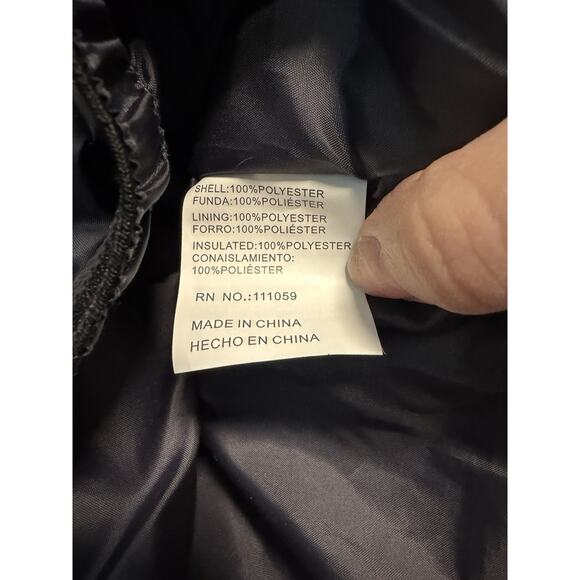 SHELL:100%POLYESTER
FUNDA:100%POLIÉSTER
LINING:100%POLYESTER
FORRO:100%POLIÉSTER
INSULATED:100%POLYESTER
CONAISLAMIENTO:
100%POLIÉSTER
RN NO.:111059
MADE IN CHINA
HECHO EN CHINA